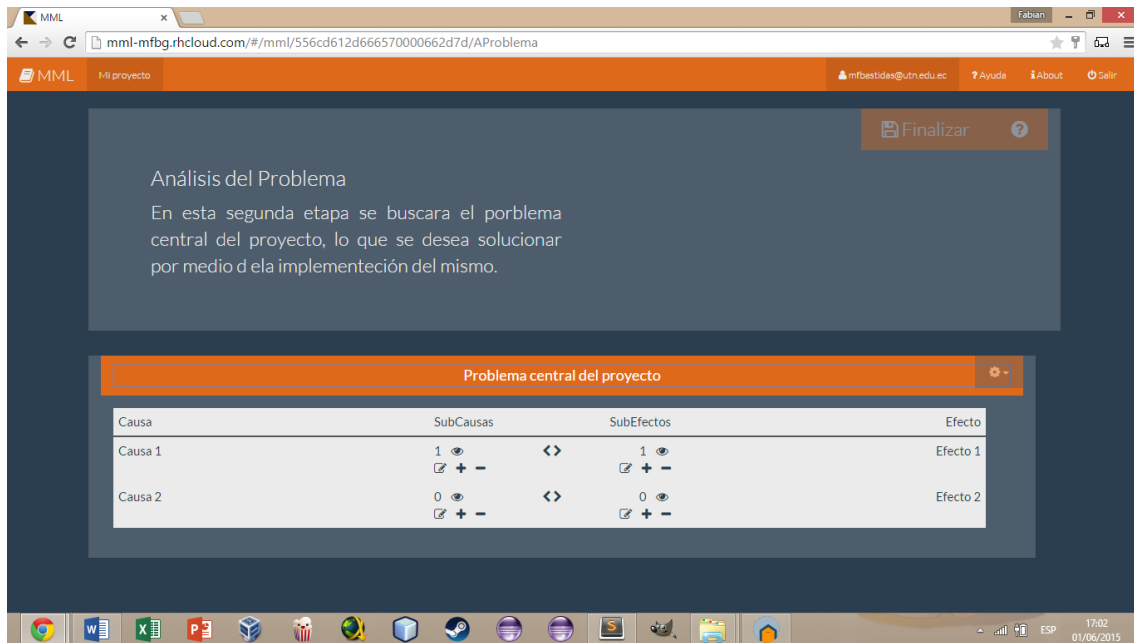 MML
Fabian
mml-mfbg.rhcloud.com/#/mml/556cd612d666570000662d7d/AProblema
MML Mi proyecto mfbastidas@utn.edu.ec ? Ayuda i About Salir
Finalizar ?
Análisis del Problema
En esta segunda etapa se buscara el porblema
central del proyecto, lo que se desea solucionar
por medio d ela implementeción del mismo.
Problema central del proyecto
Causa SubCausas SubEfectos Efecto
Causa 1 1 <> 1 Efecto 1
+ - + -
Causa 2 0 <> 0 Efecto 2
+ - + -
ESP 17:02
01/06/2015